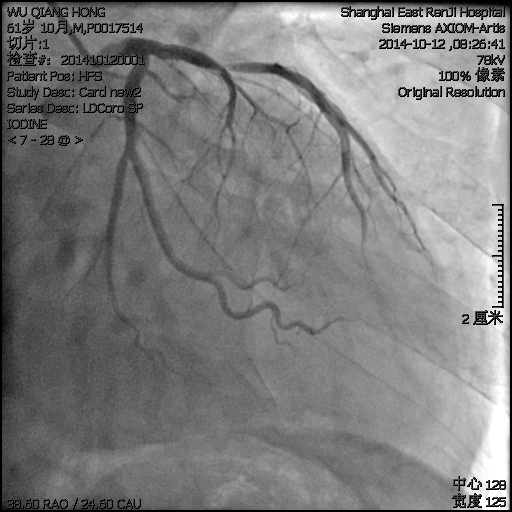 WU QIANG HONG
61岁 10月,M,P0017514
切片:1
检查#: 201410120001
Patient Pos: HFS
Study Desc: Card new2
Series Desc: LDCoro SP
IODINE
< 7 - 28 @ >
Shanghai East RenJi Hospital
Siemens AXIOM-Artis
2014-10-12 ,08:26:41
78kV
100% 像素
Original Resolution
2 厘米
38.60 RAO / 24.60 CAU
中心 128
宽度 125